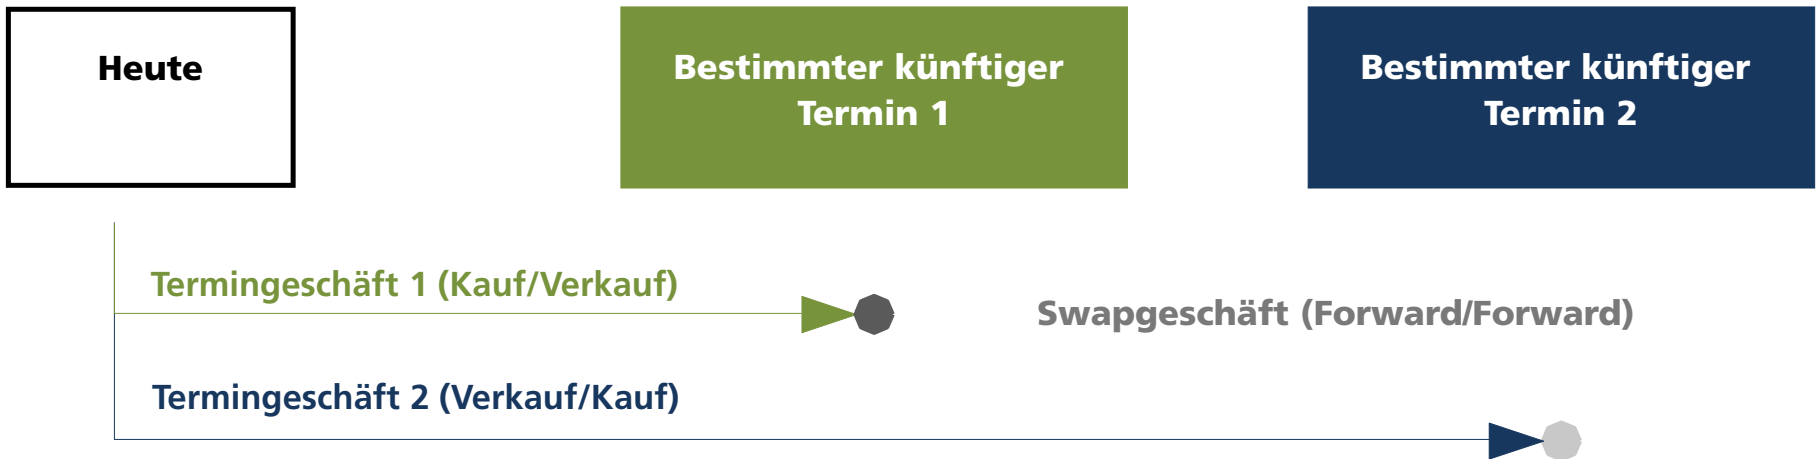 Heute
Bestimmter künftiger
Termin 1
Bestimmter künftiger
Termin 2
Termingeschäft 1 (Kauf/Verkauf)
Swapgeschäft (Forward/Forward)
Termingeschäft 2 (Verkauf/Kauf)